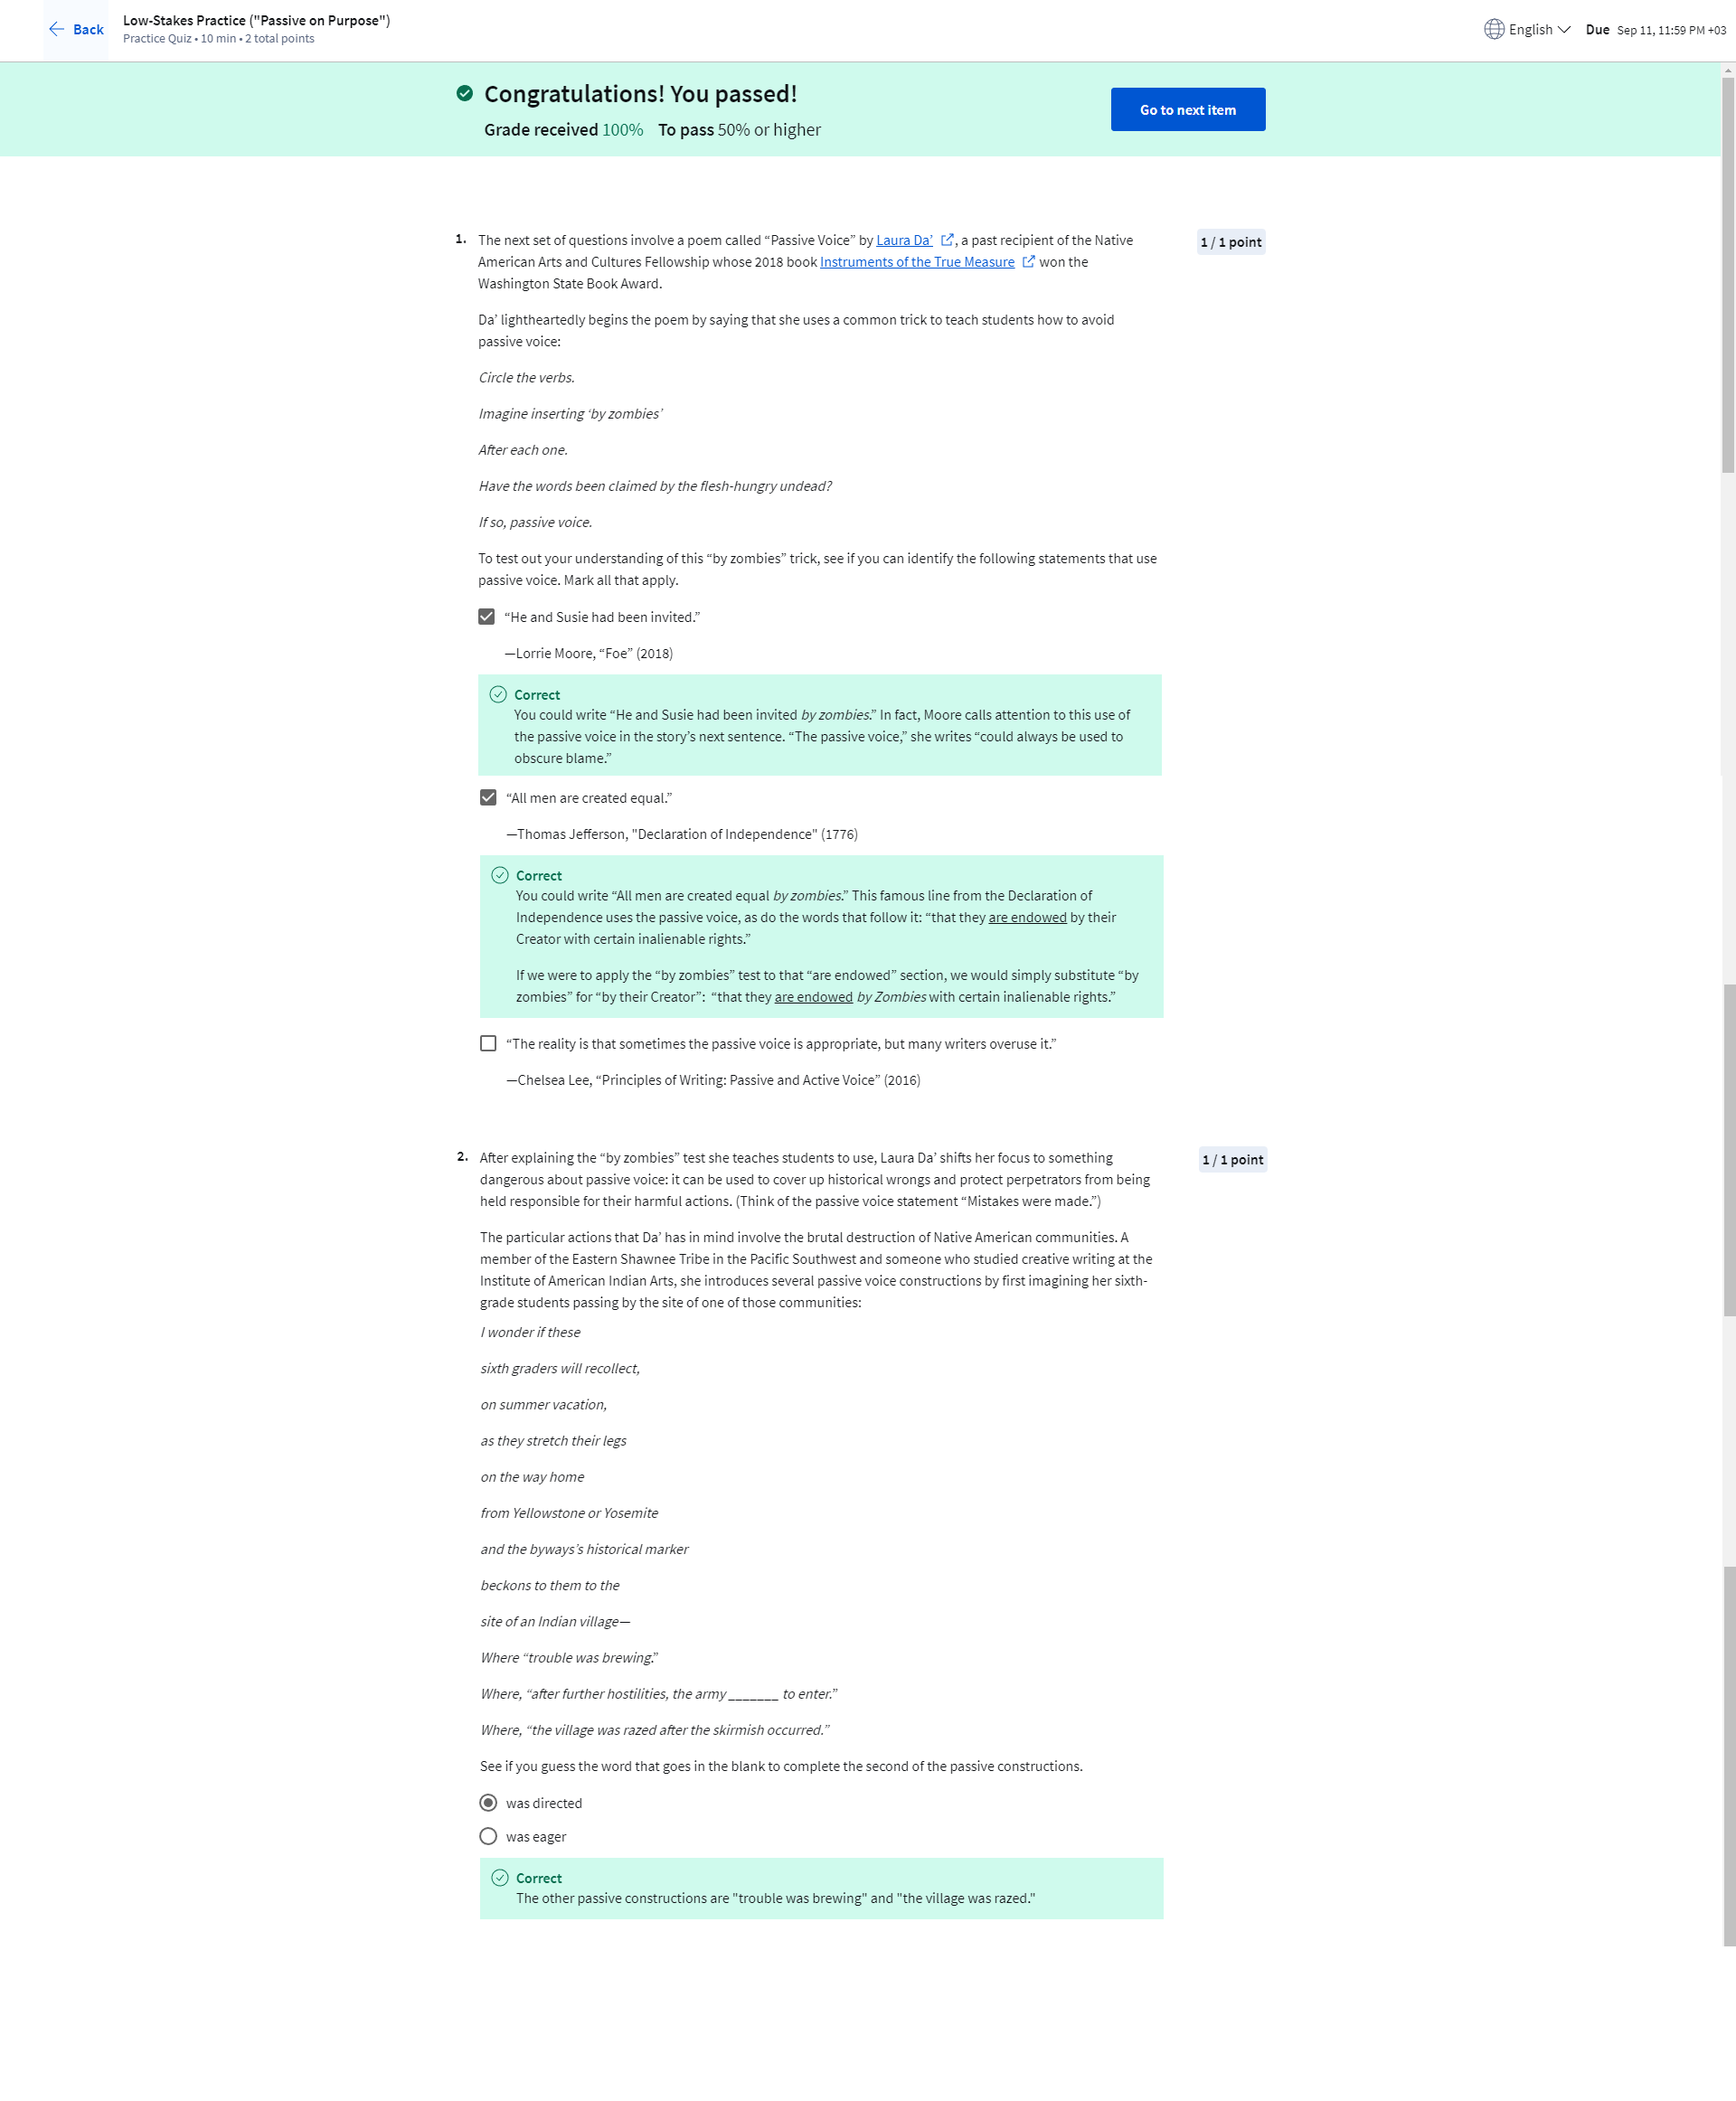 Back
Low-Stakes Practice ("Passive on Purpose")
Practice Quiz • 10 min • 2 total points
English
Due Sep 11, 11:59 PM +03
Congratulations! You passed!
Grade received 100% To pass 50% or higher
Go to next item
1. The next set of questions involve a poem called “Passive Voice” by Laura Da’ , a past recipient of the Native
1 / 1 point
American Arts and Cultures Fellowship whose 2018 book Instruments of the True Measure won the
Washington State Book Award.
Da’ lightheartedly begins the poem by saying that she uses a common trick to teach students how to avoid
passive voice:
Circle the verbs.
Imagine inserting ‘by zombies’
After each one.
Have the words been claimed by the flesh-hungry undead?
If so, passive voice.
To test out your understanding of this “by zombies” trick, see if you can identify the following statements that use
passive voice. Mark all that apply.
“He and Susie had been invited.”
—Lorrie Moore, “Foe” (2018)
Correct
You could write “He and Susie had been invited by zombies.” In fact, Moore calls attention to this use of
the passive voice in the story’s next sentence. “The passive voice,” she writes “could always be used to
obscure blame.”
“All men are created equal.”
—Thomas Jefferson, "Declaration of Independence" (1776)
Correct
You could write “All men are created equal by zombies.” This famous line from the Declaration of
Independence uses the passive voice, as do the words that follow it: “that they are endowed by their
Creator with certain inalienable rights.”
If we were to apply the “by zombies” test to that “are endowed” section, we would simply substitute “by
zombies” for “by their Creator”: “that they are endowed by Zombies with certain inalienable rights.”
“The reality is that sometimes the passive voice is appropriate, but many writers overuse it.”
—Chelsea Lee, “Principles of Writing: Passive and Active Voice” (2016)
2. After explaining the “by zombies” test she teaches students to use, Laura Da’ shifts her focus to something
1 / 1 point
dangerous about passive voice: it can be used to cover up historical wrongs and protect perpetrators from being
held responsible for their harmful actions. (Think of the passive voice statement “Mistakes were made.”)
The particular actions that Da’ has in mind involve the brutal destruction of Native American communities. A
member of the Eastern Shawnee Tribe in the Pacific Southwest and someone who studied creative writing at the
Institute of American Indian Arts, she introduces several passive voice constructions by first imagining her sixth-
grade students passing by the site of one of those communities:
I wonder if these
sixth graders will recollect,
on summer vacation,
as they stretch their legs
on the way home
from Yellowstone or Yosemite
and the byways’s historical marker
beckons to them to the
site of an Indian village—
Where “trouble was brewing.”
Where, “after further hostilities, the army _______ to enter.”
Where, “the village was razed after the skirmish occurred.”
See if you guess the word that goes in the blank to complete the second of the passive constructions.
was directed
was eager
Correct
The other passive constructions are "trouble was brewing" and "the village was razed."